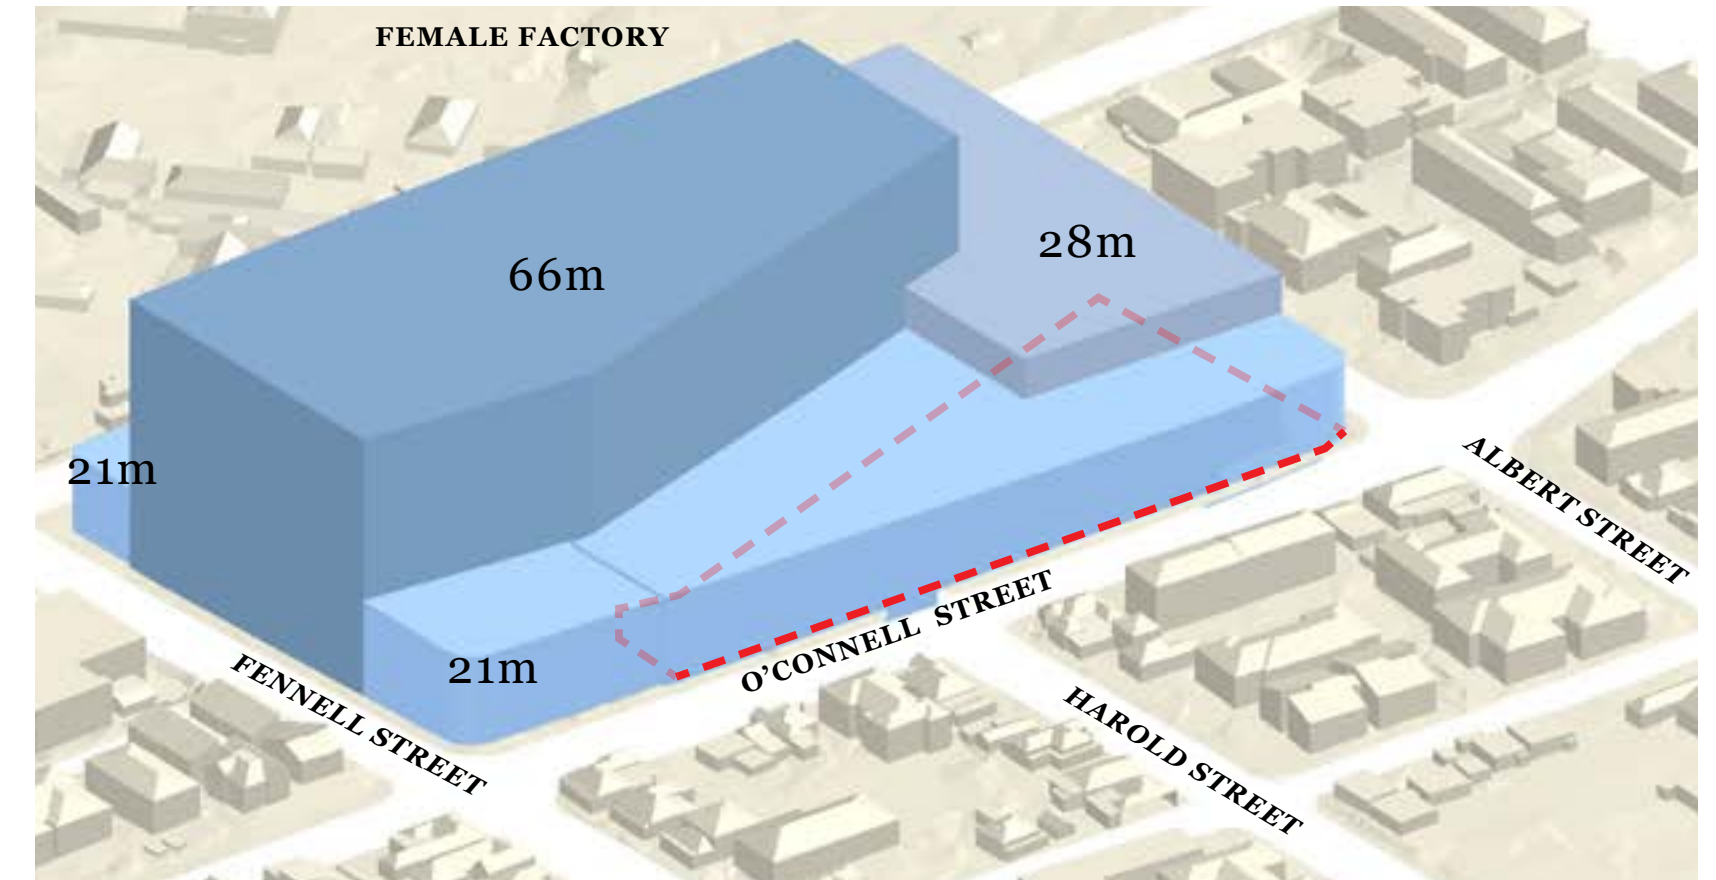 FEMALE FACTORY
28m
66m
21m
ALBERT STREET
O'CONNELL STREET
21m
FENNELL STREET
HAROLD STREET